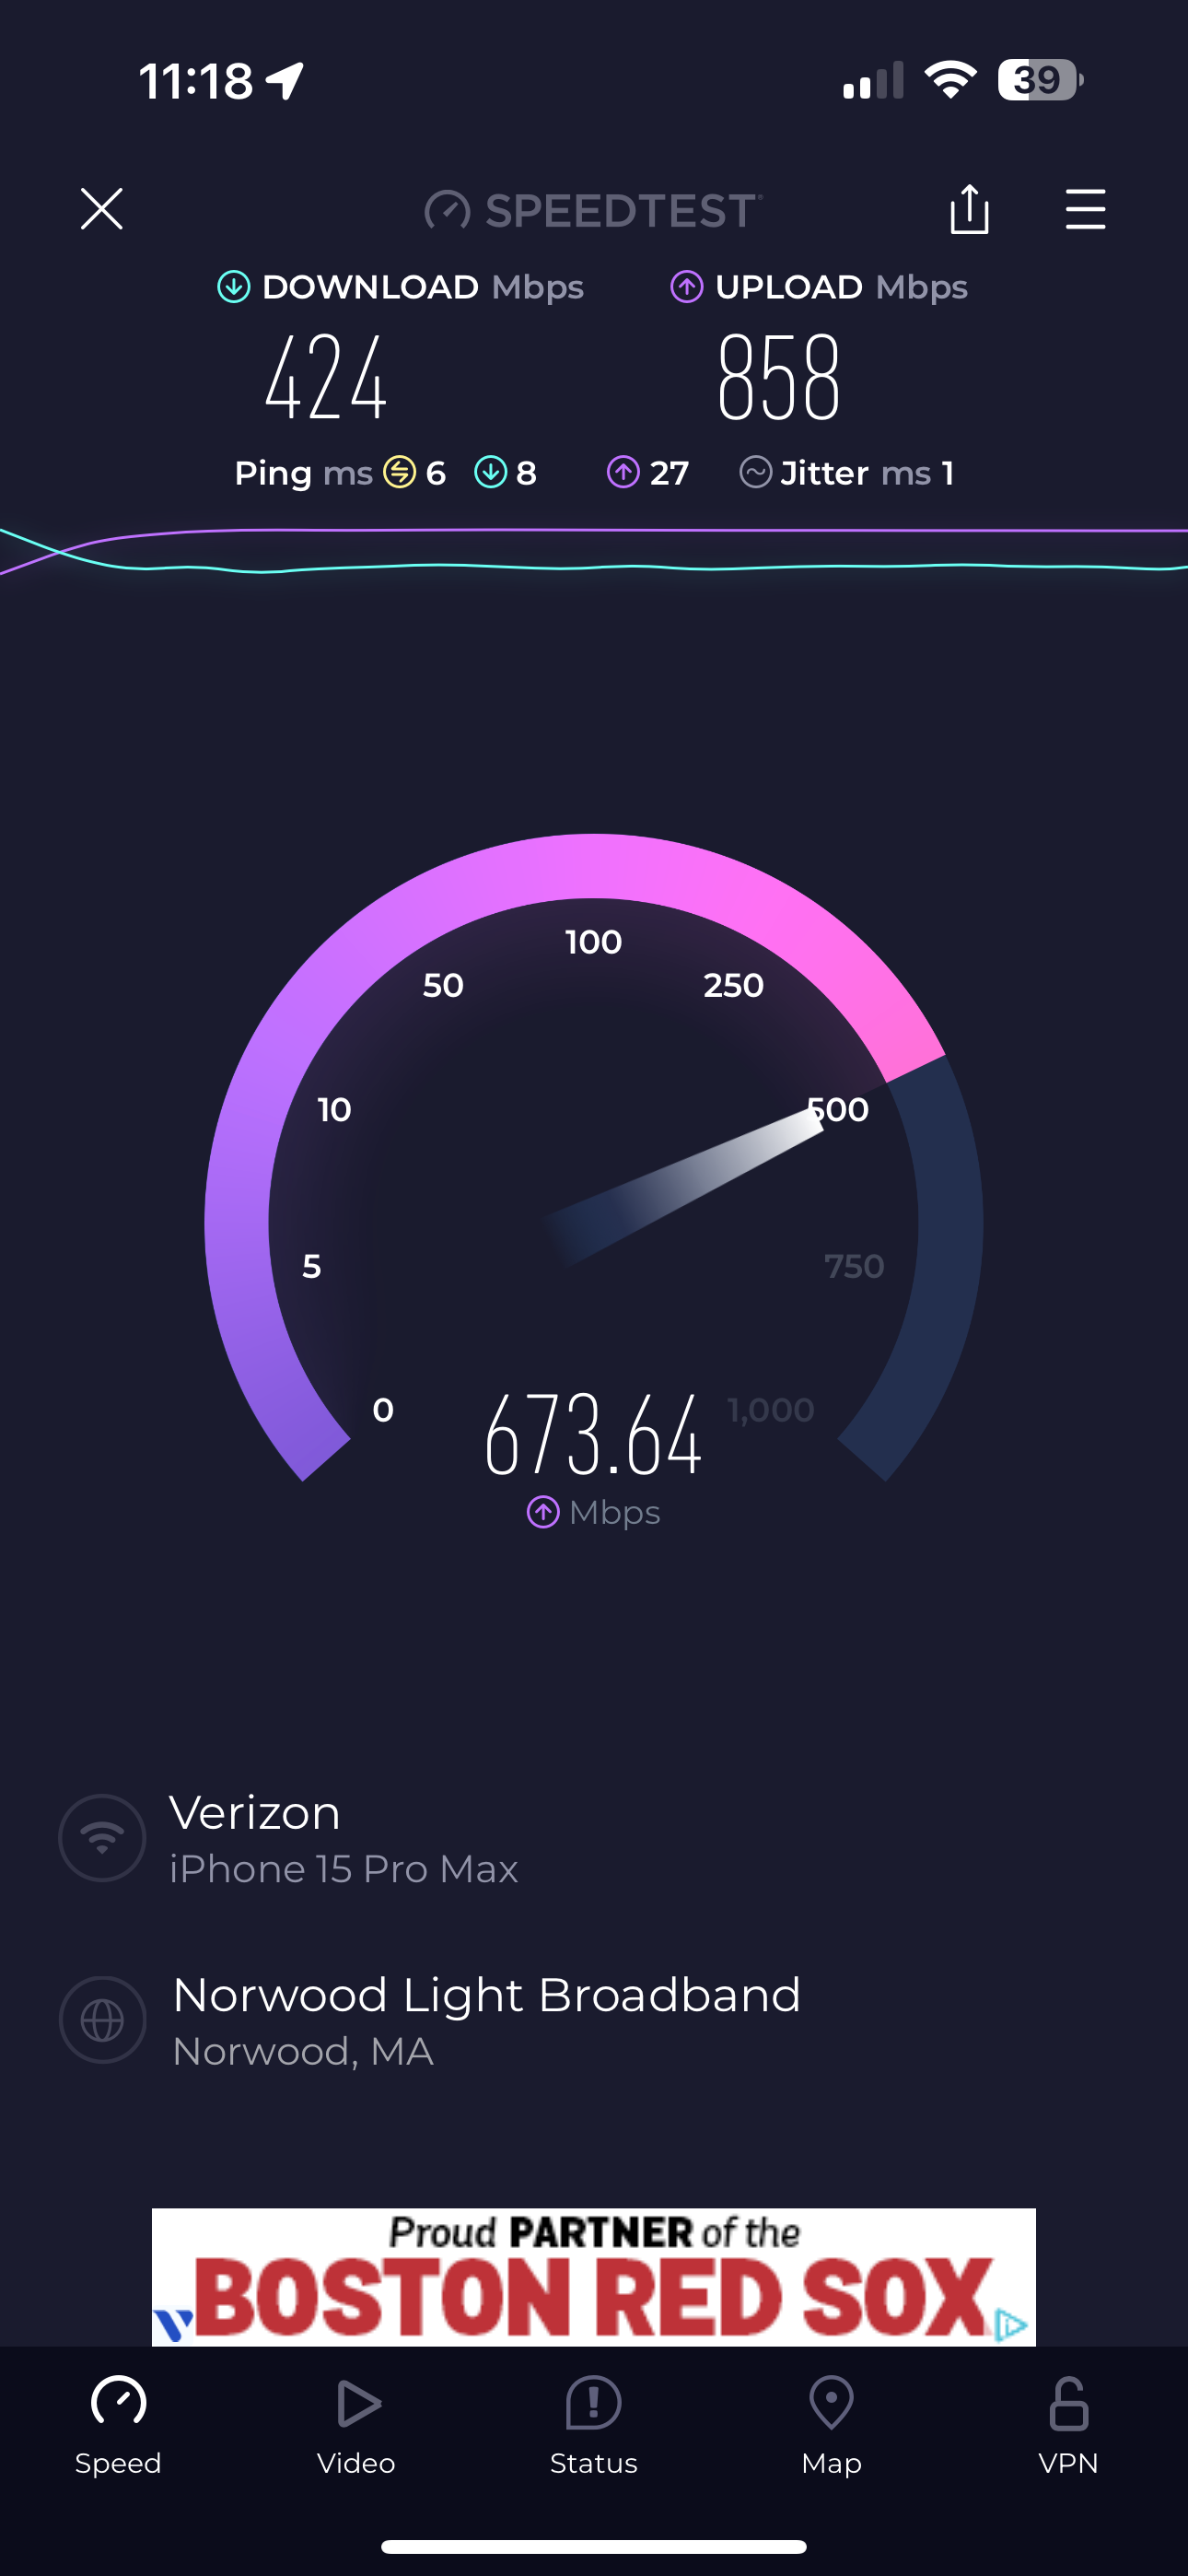 11:18 39
SPEEDTEST
DOWNLOAD Mbps UPLOAD Mbps
424 858
Ping ms 6 8 27 Jitter ms 1
100
50 250
10 500
5 750
0 673.64 1,000
Mbps
Verizon
iPhone 15 Pro Max
Norwood Light Broadband
Norwood, MA
Proud PARTNER of the
BOSTON RED SOX
Speed Video Status Map VPN